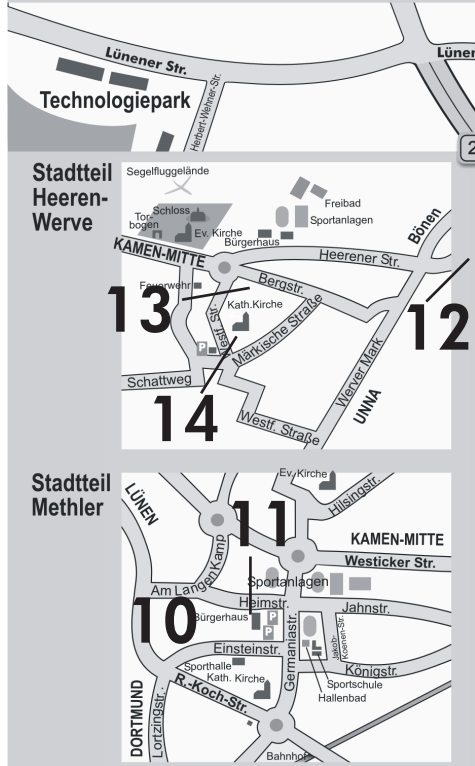 Lünener Str.
Lüner
Technologiepark
Herbert-Wehner-Str.
2
Stadtteil
Heeren-
Werve
Segelfluggelände
Freibad
Schloss
Tor-
bogen
Sportanlagen
Ev. Kirche
Bürgerhaus
Bönen
KAMEN-MITTE
Heerener Str.
Feuerwehr
Bergstr.
13
Kath.Kirche
12
Westf. Str.
Märkische Straße
P
Schattweg
14
Werver Mark
UNNA
Westf. Straße
Stadtteil
Methler
Ev. Kirche
LÜNEN
Hilsingstr.
11
KAMEN-MITTE
Westicker Str.
Am Langen Kamp
Sportanlagen
10
Heimstr.
Jahnstr.
Bürgerhaus
P
P
Germaniastr.
Jakob-
Koenen-Str.
Einsteinstr.
Königstr.
Sporthalle
Kath. Kirche
Sportschule
Hallenbad
R.-Koch-Str.
DORTMUND
Lortzingstr.
Bahnhof